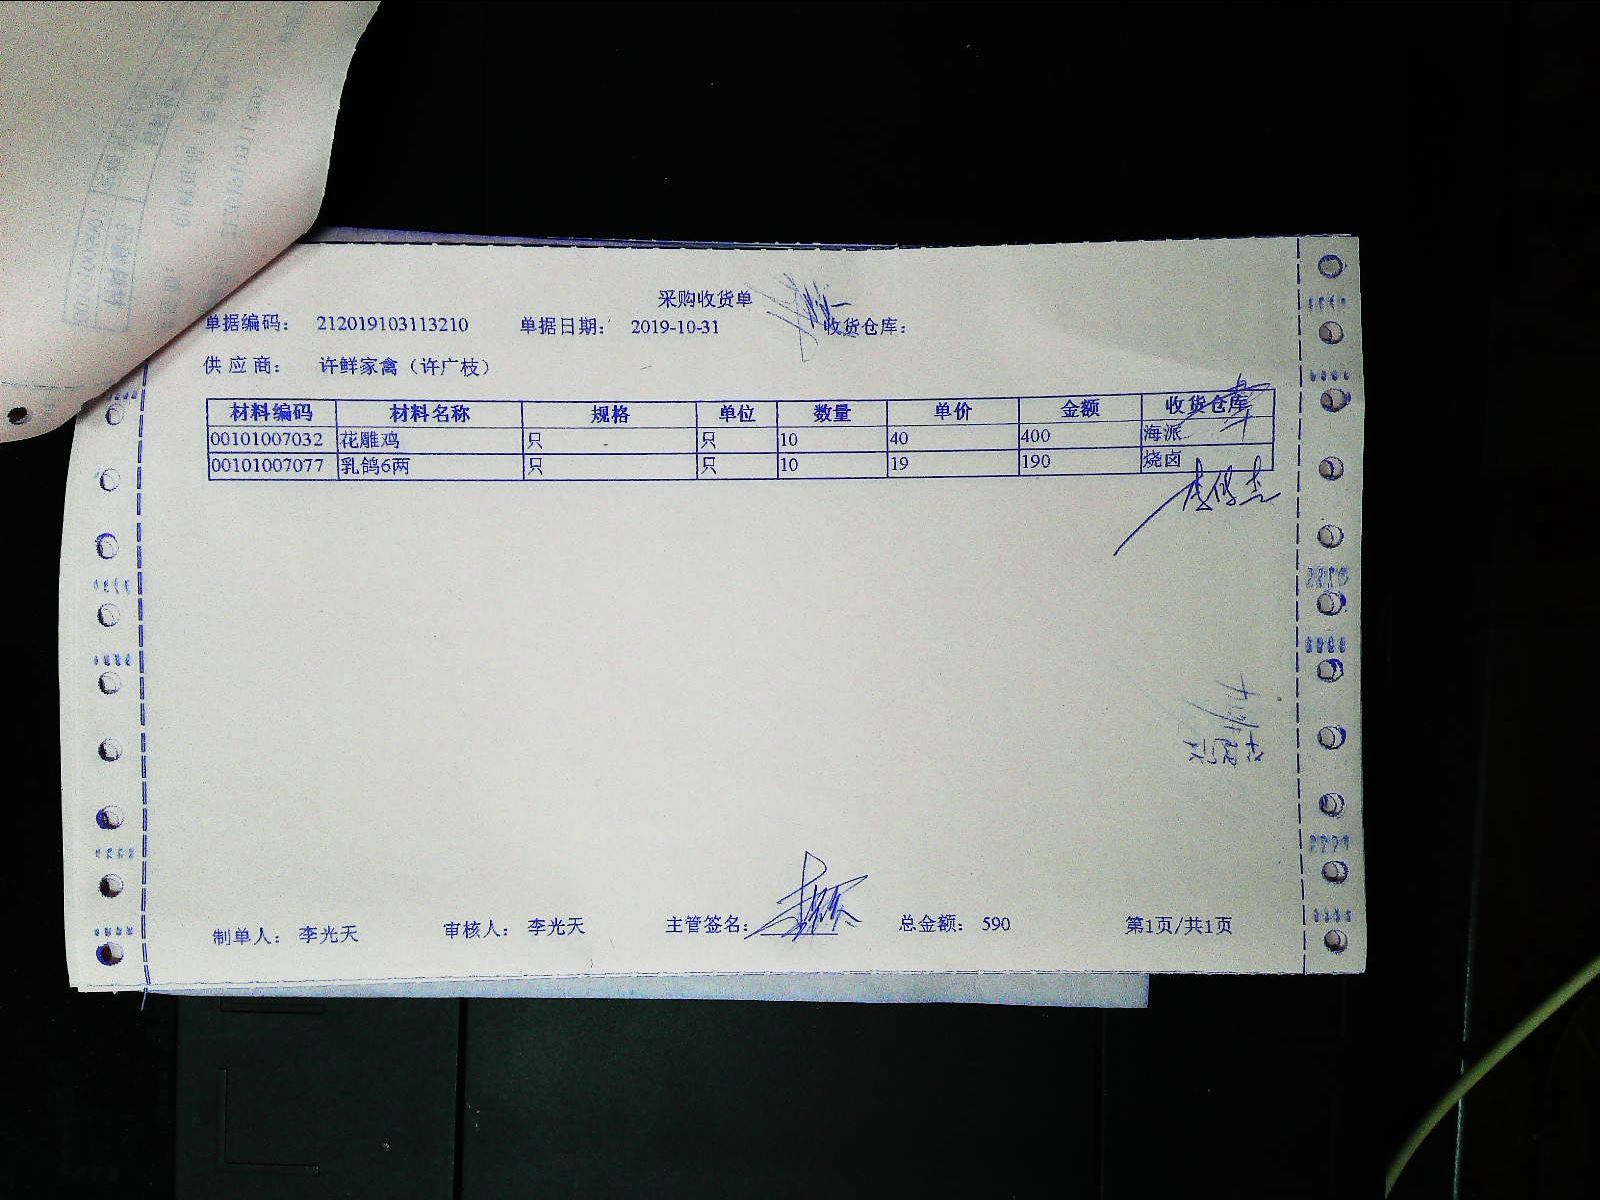 采购收货单
单据编码： 212019103113210 单据日期： 2019-10-31 收货仓库：
供 应 商： 许鲜家禽（许广枝）
材料编码 材料名称 规格 单位 数量 单价 金额 收货仓库
00101007032 花雕鸡 只 只 10 40 400 海派
00101007077 乳鸽6两 只 只 10 19 190 烧卤
制单人： 李光天 审核人： 李光天 主管签名： 总金额： 590 第1页/共1页